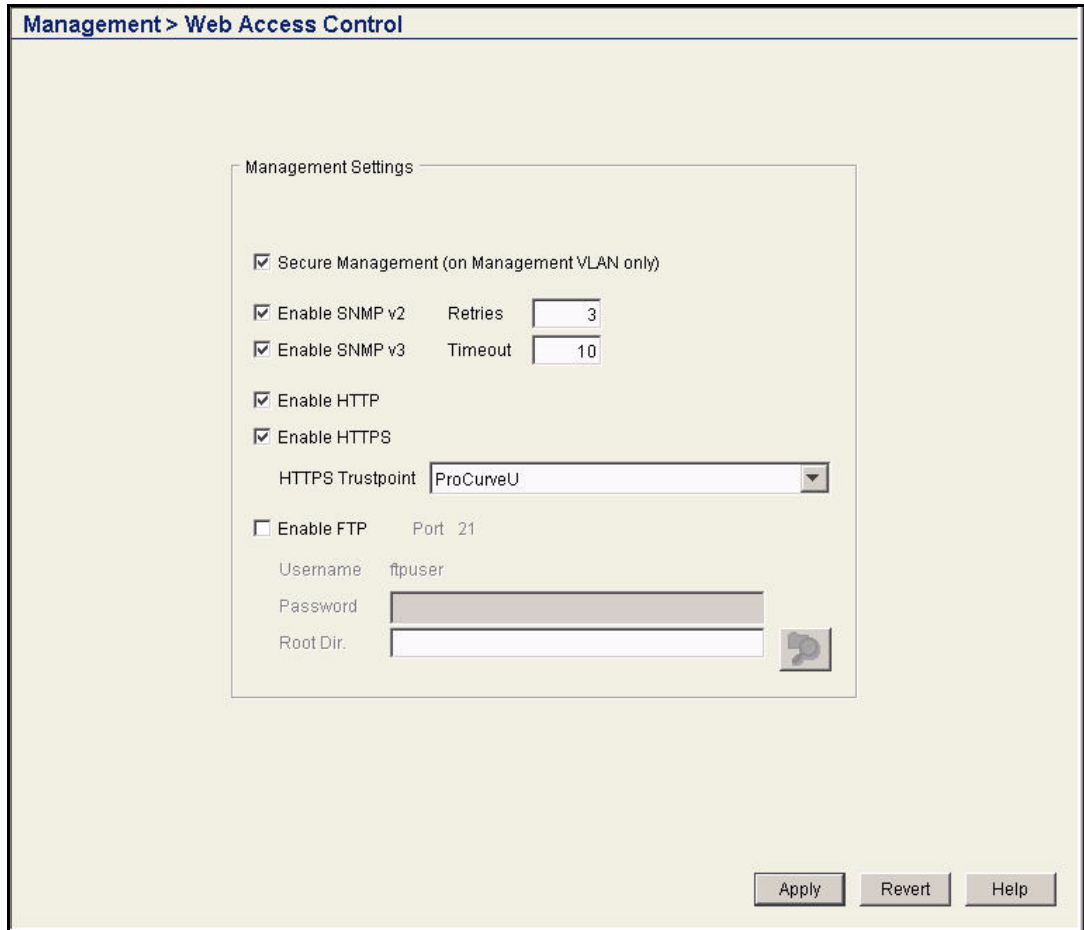 Management > Web Access Control
Management Settings
Secure Management (on Management VLAN only)
Enable SNMP v2 Retries 3
Enable SNMP v3 Timeout 10
Enable HTTP
Enable HTTPS
HTTPS Trustpoint ProCurveU
Enable FTP Port 21
Username ftpuser
Password
Root Dir.
Apply Revert Help